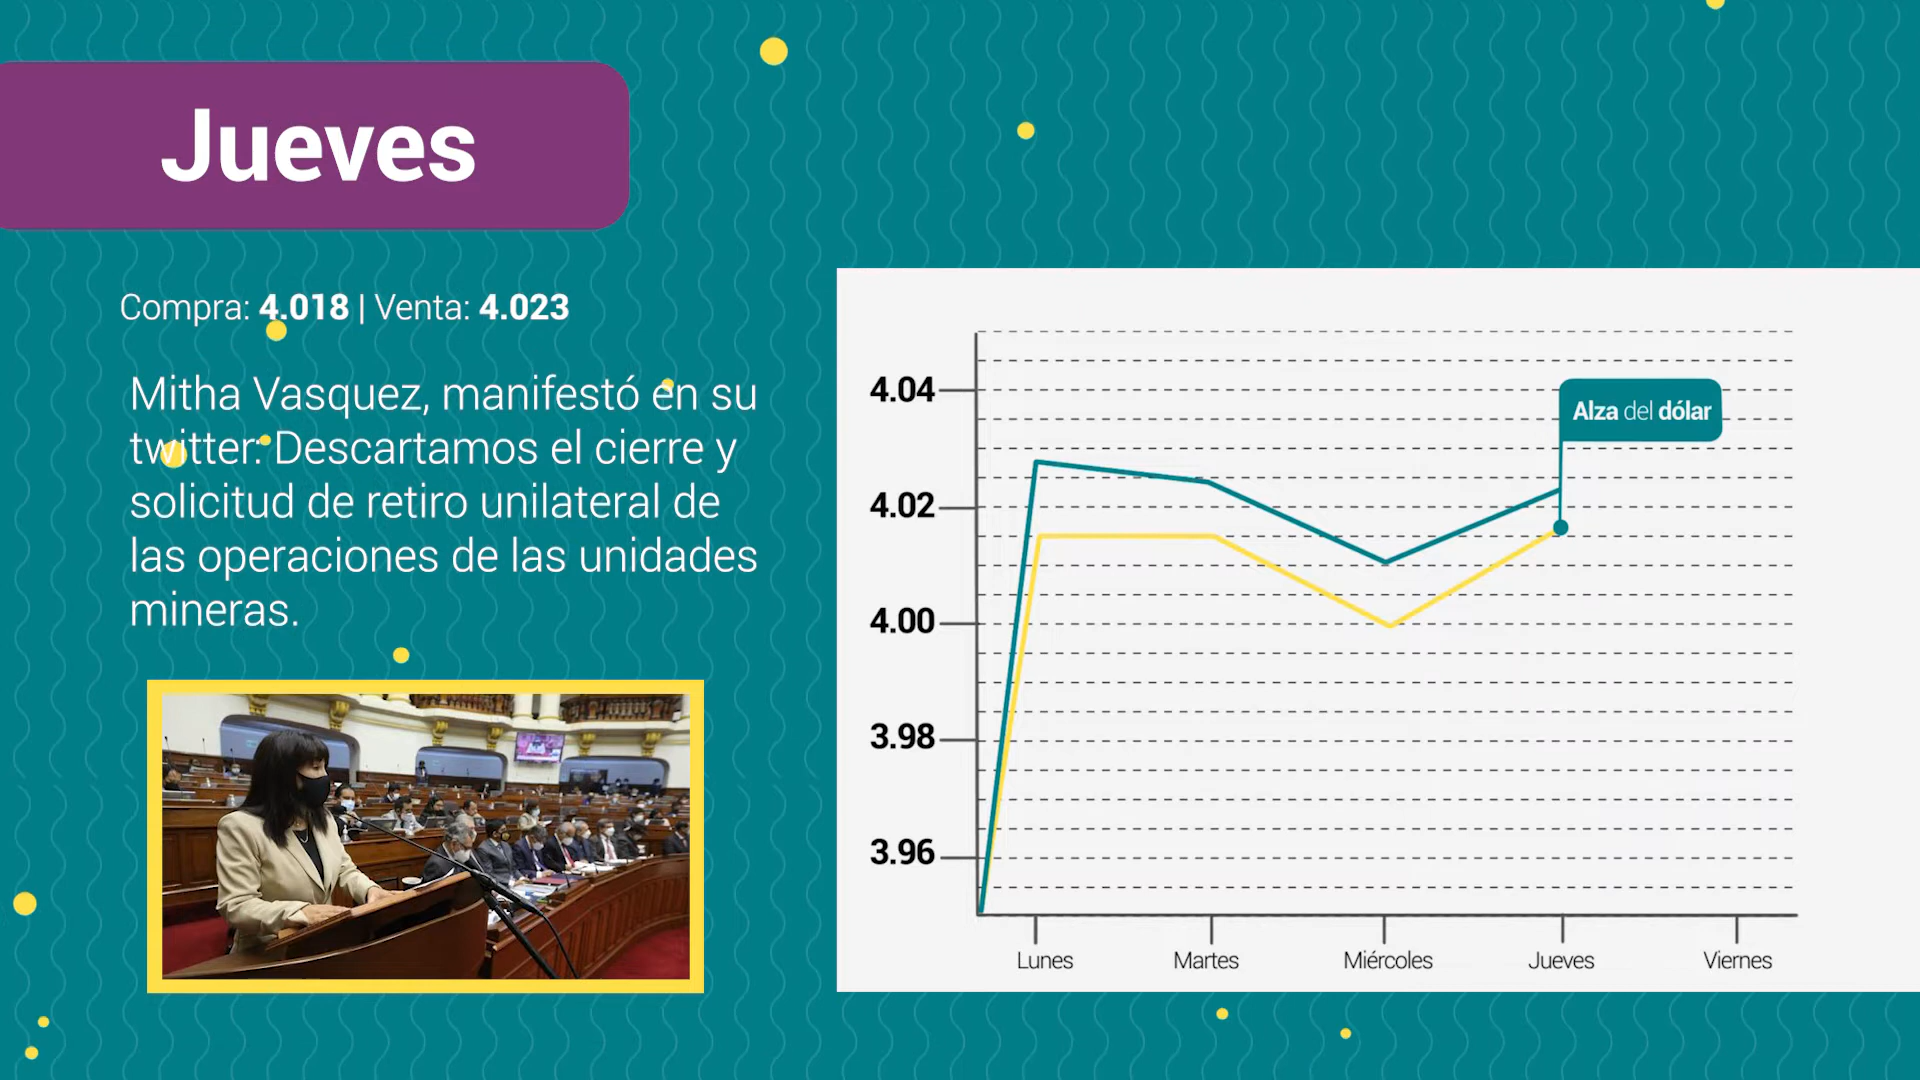 Jueves
Compra: 4.018 | Venta: 4.023
Mitha Vasquez, manifestó en su
twitter: Descartamos el cierre y
solicitud de retiro unilateral de
las operaciones de las unidades
mineras.
4.04
4.02
4.00
3.98
3.96
Alza del dólar
Lunes
Martes
Miércoles
Jueves
Viernes